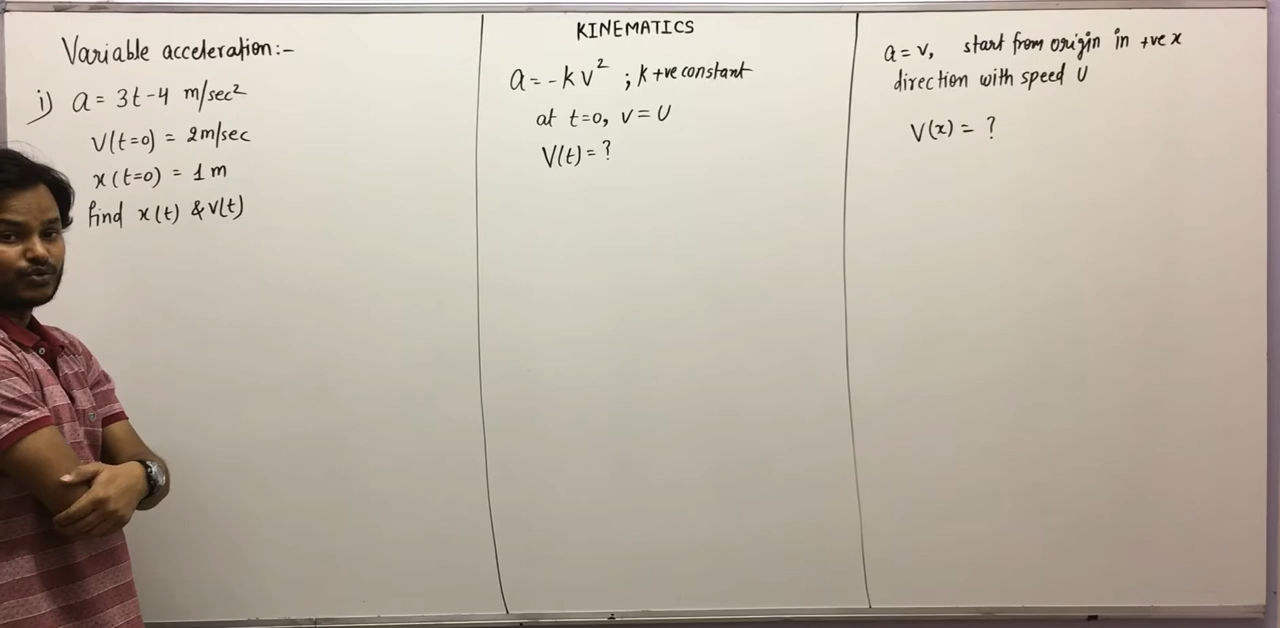 KINEMATICS
Variable acceleration:-
i) a = 3t-4 m/sec²
V(t=0) = 2m/sec
x(t=0) = 1m
find x(t) & v(t)
a = -kv² ; k +ve constant
at t=0, v = U
V(t) = ?
a = v, start from origin in +ve x
direction with speed U
V(x) = ?